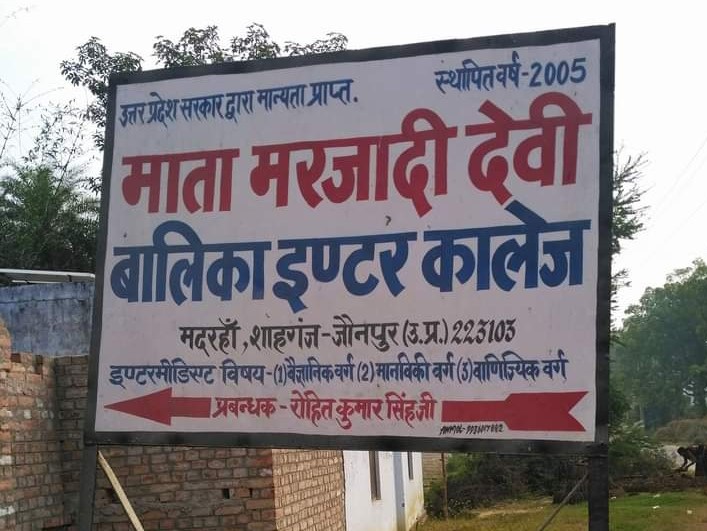 उत्तर प्रदेश सरकार द्वारा मान्यता प्राप्त. स्थापित वर्ष-2005
माता मरजादी देवी
बालिका इण्टर कालेज
मदरहाँ, शाहगंज-जौनपुर (उ.प्र.) 223103
इण्टरमीडिएट विषय-(1) वैज्ञानिक वर्ग (2) मानविकी वर्ग (3) वाणिज्यिक वर्ग
प्रबन्धक-रोहित कुमार सिंह जी